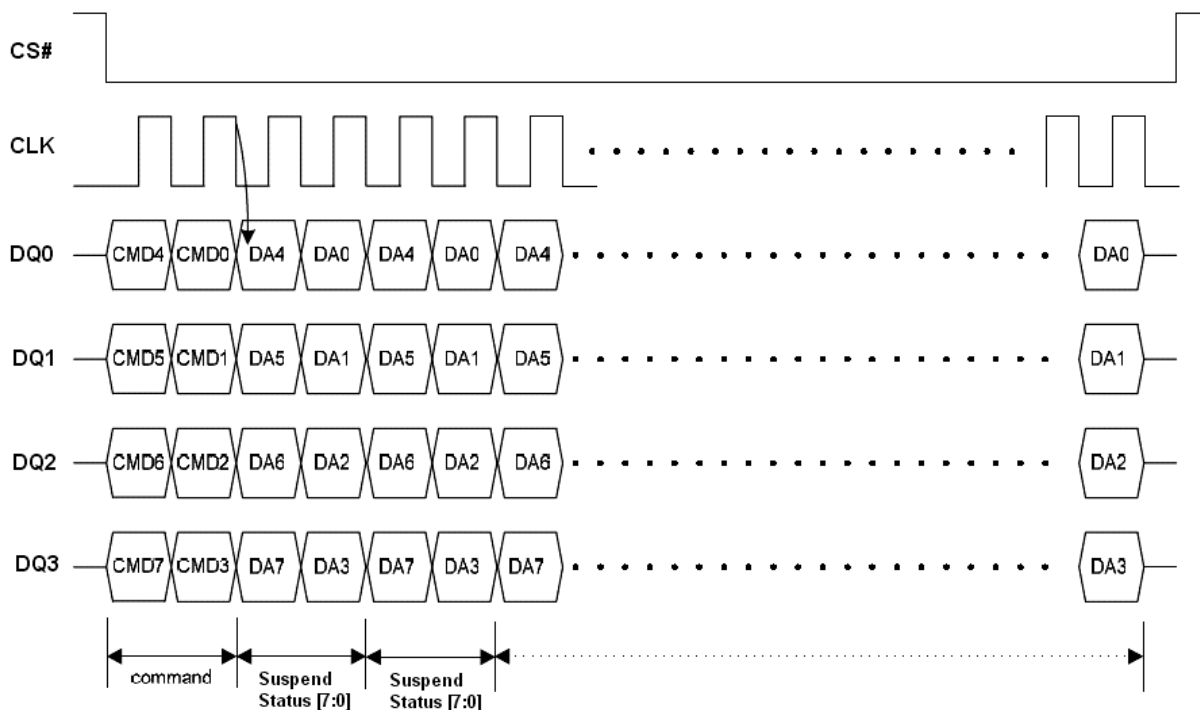 CS#
CLK
DQ0 CMD4 CMD0 DA4 DA0 DA4 DA0 DA4 DA0
DQ1 CMD5 CMD1 DA5 DA1 DA5 DA1 DA5 DA1
DQ2 CMD6 CMD2 DA6 DA2 DA6 DA2 DA6 DA2
DQ3 CMD7 CMD3 DA7 DA3 DA7 DA3 DA7 DA3
command
Suspend
Status [7:0]
Suspend
Status [7:0]